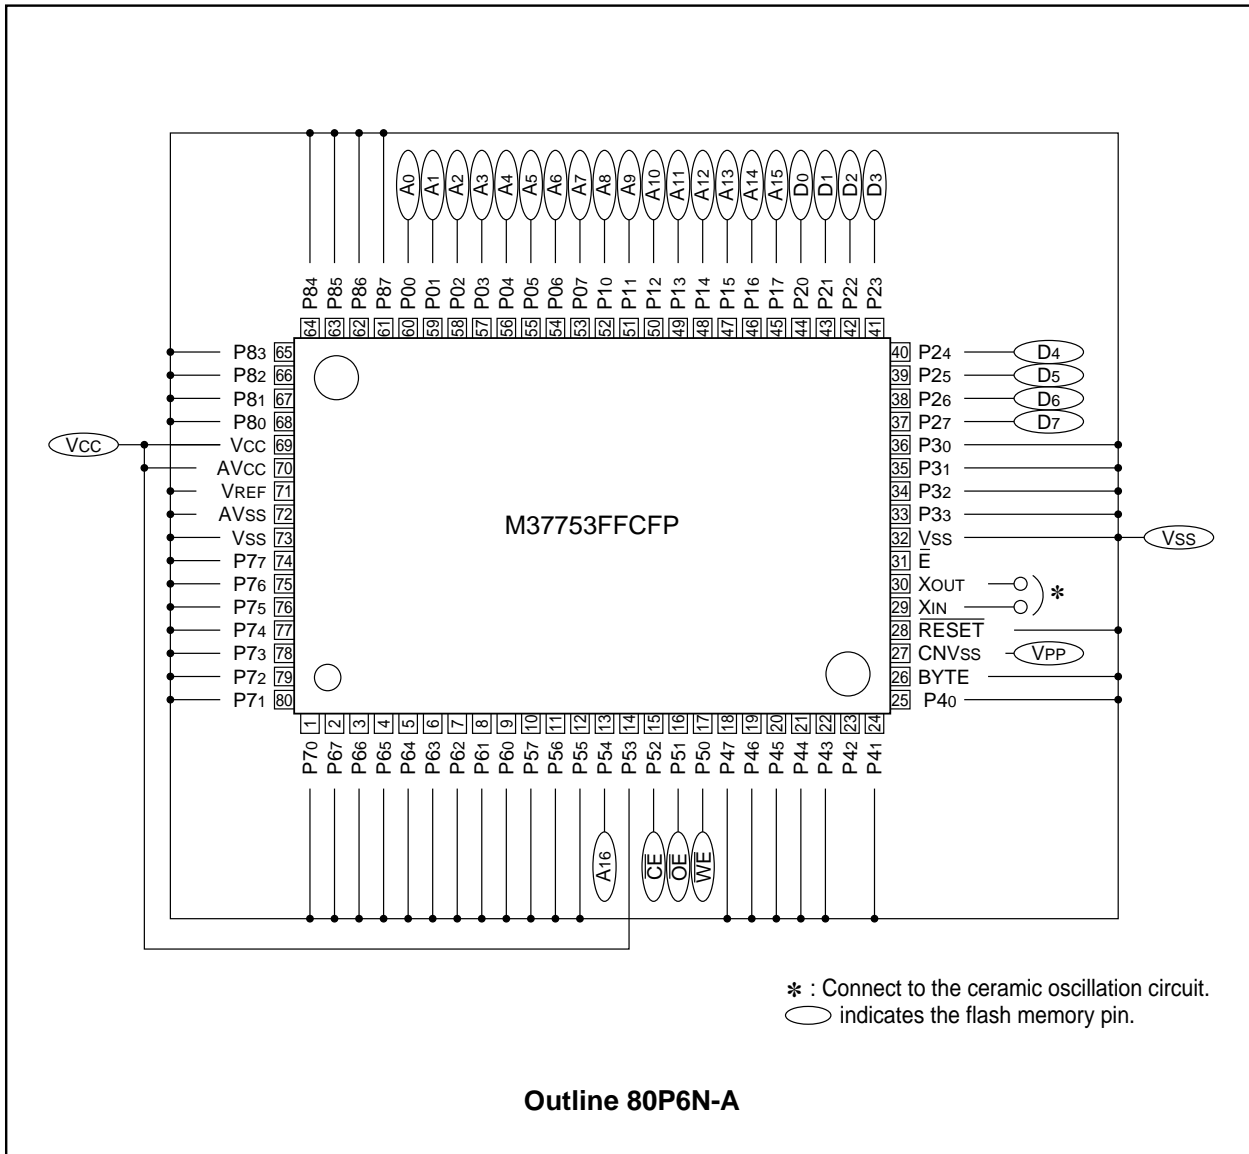 A0 A1 A2 A3 A4 A5 A6 A7 A8 A9 A10 A11 A12 A13 A14 A15 D0 D1 D2 D3
P84 P85 P86 P87 P00 P01 P02 P03 P04 P05 P06 P07 P10 P11 P12 P13 P14 P15 P16 P17 P20 P21 P22 P23
64 63 62 61 60 59 58 57 56 55 54 53 52 51 50 49 48 47 46 45 44 43 42 41
P83 65
P82 66
P81 67
P80 68
VCC VCC 69
AVCC 70
VREF 71
AVSS 72
VSS 73
P77 74
P76 75
P75 76
P74 77
P73 78
P72 79
P71 80
M37753FFCFP
40 P24 D4
39 P25 D5
38 P26 D6
37 P27 D7
36 P30
35 P31
34 P32
33 P33
32 VSS VSS
31 E̅
30 XOUT
29 XIN *
28 R̅E̅S̅E̅T̅
27 CNVSS VPP
26 BYTE
25 P40
1 2 3 4 5 6 7 8 9 10 11 12 13 14 15 16 17 18 19 20 21 22 23 24
P70 P67 P66 P65 P64 P63 P62 P61 P60 P57 P56 P55 P54 P53 P52 P51 P50 P47 P46 P45 P44 P43 P42 P41
A16 C̅E̅ O̅E̅ W̅E̅
* : Connect to the ceramic oscillation circuit.
indicates the flash memory pin.
Outline 80P6N-A